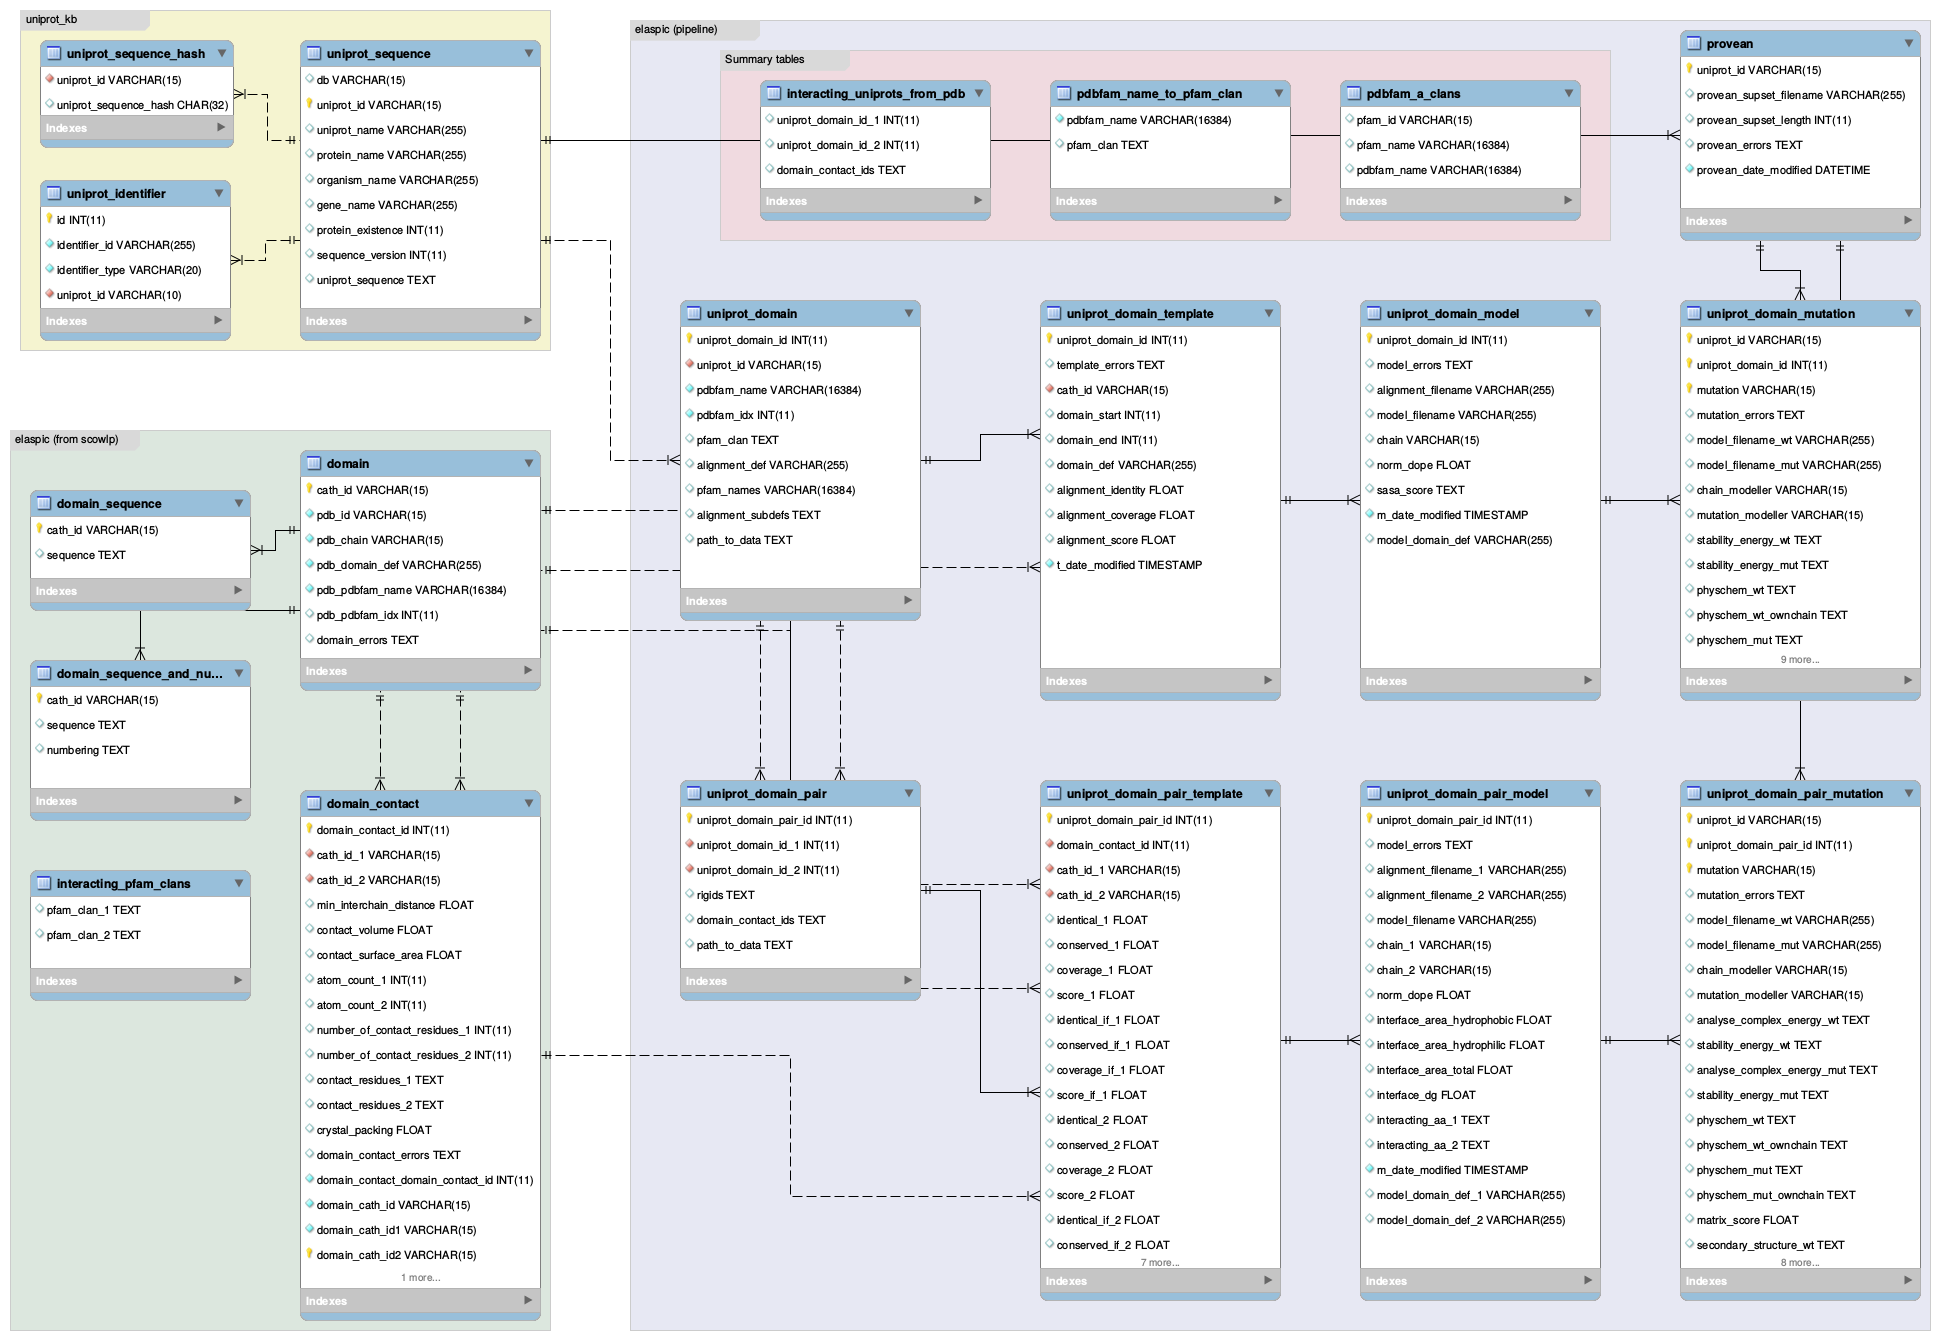 uniprot_kb
uniprot_sequence_hash
uniprot_id VARCHAR(15)
uniprot_sequence_hash CHAR(32)
Indexes
uniprot_identifier
id INT(11)
identifier_id VARCHAR(255)
identifier_type VARCHAR(20)
uniprot_id VARCHAR(10)
Indexes
uniprot_sequence
db VARCHAR(15)
uniprot_id VARCHAR(15)
uniprot_name VARCHAR(255)
protein_name VARCHAR(255)
organism_name VARCHAR(255)
gene_name VARCHAR(255)
protein_existence INT(11)
sequence_version INT(11)
uniprot_sequence TEXT
Indexes
elaspic (pipeline)
Summary tables
interacting_uniprots_from_pdb
uniprot_domain_id_1 INT(11)
uniprot_domain_id_2 INT(11)
domain_contact_ids TEXT
Indexes
pdbfam_name_to_pfam_clan
pdbfam_name VARCHAR(16384)
pfam_clan TEXT
Indexes
pdbfam_a_clans
pfam_id VARCHAR(15)
pfam_name VARCHAR(16384)
pdbfam_name VARCHAR(16384)
Indexes
provean
uniprot_id VARCHAR(15)
provean_supset_filename VARCHAR(255)
provean_supset_length INT(11)
provean_errors TEXT
provean_date_modified DATETIME
Indexes
uniprot_domain
uniprot_domain_id INT(11)
uniprot_id VARCHAR(15)
pdbfam_name VARCHAR(16384)
pdbfam_idx INT(11)
pfam_clan TEXT
alignment_def VARCHAR(255)
pfam_names VARCHAR(16384)
alignment_subdefs TEXT
path_to_data TEXT
Indexes
uniprot_domain_template
uniprot_domain_id INT(11)
template_errors TEXT
cath_id VARCHAR(15)
domain_start INT(11)
domain_end INT(11)
domain_def VARCHAR(255)
alignment_identity FLOAT
alignment_coverage FLOAT
alignment_score FLOAT
t_date_modified TIMESTAMP
Indexes
uniprot_domain_model
uniprot_domain_id INT(11)
model_errors TEXT
alignment_filename VARCHAR(255)
model_filename VARCHAR(255)
chain VARCHAR(15)
norm_dope FLOAT
sasa_score TEXT
m_date_modified TIMESTAMP
model_domain_def VARCHAR(255)
Indexes
uniprot_domain_mutation
uniprot_id VARCHAR(15)
uniprot_domain_id INT(11)
mutation VARCHAR(15)
mutation_errors TEXT
model_filename_wt VARCHAR(255)
model_filename_mut VARCHAR(255)
chain_modeller VARCHAR(15)
mutation_modeller VARCHAR(15)
stability_energy_wt TEXT
stability_energy_mut TEXT
physchem_wt TEXT
physchem_wt_ownchain TEXT
physchem_mut TEXT
9 more...
Indexes
elaspic (from scowlp)
domain_sequence
cath_id VARCHAR(15)
sequence TEXT
Indexes
domain_sequence_and_nu...
cath_id VARCHAR(15)
sequence TEXT
numbering TEXT
Indexes
interacting_pfam_clans
pfam_clan_1 TEXT
pfam_clan_2 TEXT
Indexes
domain
cath_id VARCHAR(15)
pdb_id VARCHAR(15)
pdb_chain VARCHAR(15)
pdb_domain_def VARCHAR(255)
pdb_pdbfam_name VARCHAR(16384)
pdb_pdbfam_idx INT(11)
domain_errors TEXT
Indexes
domain_contact
domain_contact_id INT(11)
cath_id_1 VARCHAR(15)
cath_id_2 VARCHAR(15)
min_interchain_distance FLOAT
contact_volume FLOAT
contact_surface_area FLOAT
atom_count_1 INT(11)
atom_count_2 INT(11)
number_of_contact_residues_1 INT(11)
number_of_contact_residues_2 INT(11)
contact_residues_1 TEXT
contact_residues_2 TEXT
crystal_packing FLOAT
domain_contact_errors TEXT
domain_contact_domain_contact_id INT(11)
domain_cath_id VARCHAR(15)
domain_cath_id1 VARCHAR(15)
domain_cath_id2 VARCHAR(15)
1 more...
Indexes
uniprot_domain_pair
uniprot_domain_pair_id INT(11)
uniprot_domain_id_1 INT(11)
uniprot_domain_id_2 INT(11)
rigids TEXT
domain_contact_ids TEXT
path_to_data TEXT
Indexes
uniprot_domain_pair_template
uniprot_domain_pair_id INT(11)
domain_contact_id INT(11)
cath_id_1 VARCHAR(15)
cath_id_2 VARCHAR(15)
identical_1 FLOAT
conserved_1 FLOAT
coverage_1 FLOAT
score_1 FLOAT
identical_if_1 FLOAT
conserved_if_1 FLOAT
coverage_if_1 FLOAT
score_if_1 FLOAT
identical_2 FLOAT
conserved_2 FLOAT
coverage_2 FLOAT
score_2 FLOAT
identical_if_2 FLOAT
conserved_if_2 FLOAT
7 more...
Indexes
uniprot_domain_pair_model
uniprot_domain_pair_id INT(11)
model_errors TEXT
alignment_filename_1 VARCHAR(255)
alignment_filename_2 VARCHAR(255)
model_filename VARCHAR(255)
chain_1 VARCHAR(15)
chain_2 VARCHAR(15)
norm_dope FLOAT
interface_area_hydrophobic FLOAT
interface_area_hydrophilic FLOAT
interface_area_total FLOAT
interface_dg FLOAT
interacting_aa_1 TEXT
interacting_aa_2 TEXT
m_date_modified TIMESTAMP
model_domain_def_1 VARCHAR(255)
model_domain_def_2 VARCHAR(255)
Indexes
uniprot_domain_pair_mutation
uniprot_id VARCHAR(15)
uniprot_domain_pair_id INT(11)
mutation VARCHAR(15)
mutation_errors TEXT
model_filename_wt VARCHAR(255)
model_filename_mut VARCHAR(255)
chain_modeller VARCHAR(15)
mutation_modeller VARCHAR(15)
analyse_complex_energy_wt TEXT
stability_energy_wt TEXT
analyse_complex_energy_mut TEXT
stability_energy_mut TEXT
physchem_wt TEXT
physchem_wt_ownchain TEXT
physchem_mut TEXT
physchem_mut_ownchain TEXT
matrix_score FLOAT
secondary_structure_wt TEXT
8 more...
Indexes